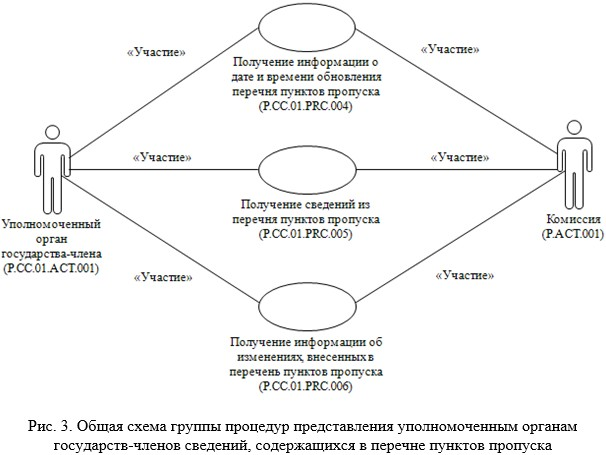 «Участие»
«Участие»
Получение информации о
дате и времени обновления
перечня пунктов пропуска
(P.CC.01.PRC.004)
«Участие»
«Участие»
Уполномоченный
орган
государства-члена
(P.CC.01.ACT.001)
Получение сведений из
перечня пунктов пропуска
(P.CC.01.PRC.005)
Комиссия
(P.ACT.001)
«Участие»
«Участие»
Получение информации об
изменениях, внесенных в
перечень пунктов пропуска
(P.CC.01.PRC.006)
Рис. 3. Общая схема группы процедур представления уполномоченным органам
государств-членов сведений, содержащихся в перечне пунктов пропуска